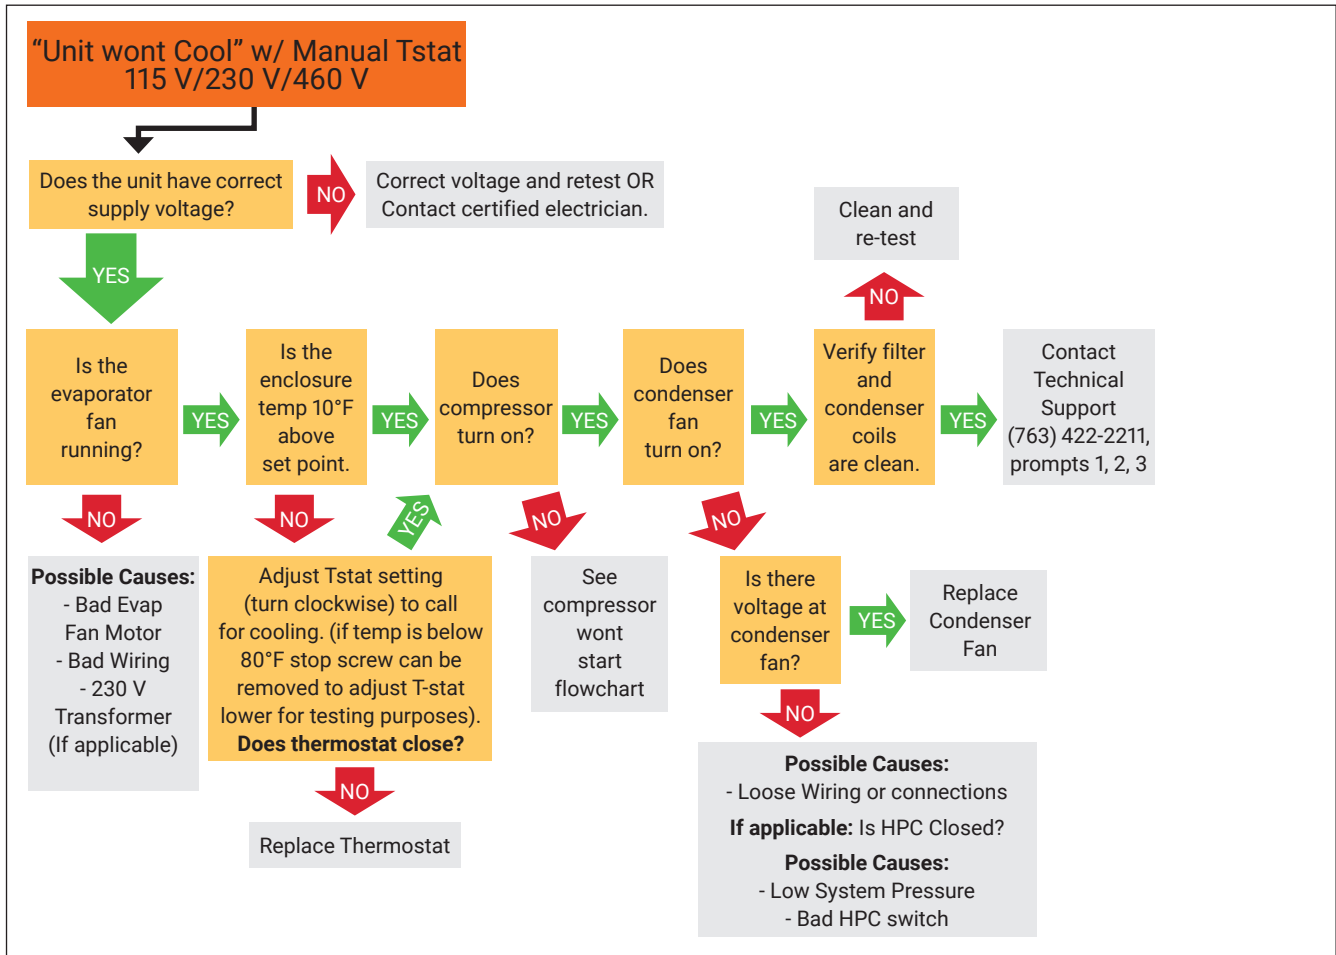 “Unit wont Cool” w/ Manual Tstat
115 V/230 V/460 V
Does the unit have correct
supply voltage?
NO
Correct voltage and retest OR
Contact certified electrician.
YES
Is the
evaporator
fan
running?
YES
Is the
enclosure
temp 10°F
above
set point.
YES
Does
compressor
turn on?
YES
Does
condenser
fan
turn on?
YES
Verify filter
and
condenser
coils
are clean.
NO
Clean and
re-test
YES
Contact
Technical
Support
(763) 422-2211,
prompts 1, 2, 3
NO
Possible Causes:
- Bad Evap
Fan Motor
- Bad Wiring
- 230 V
Transformer
(If applicable)
NO
Adjust Tstat setting
(turn clockwise) to call
for cooling. (if temp is below
80°F stop screw can be
removed to adjust T-stat
lower for testing purposes).
Does thermostat close?
YES
NO
Replace Thermostat
NO
See
compressor
wont
start
flowchart
NO
Is there
voltage at
condenser
fan?
YES
Replace
Condenser
Fan
NO
Possible Causes:
- Loose Wiring or connections
If applicable: Is HPC Closed?
Possible Causes:
- Low System Pressure
- Bad HPC switch